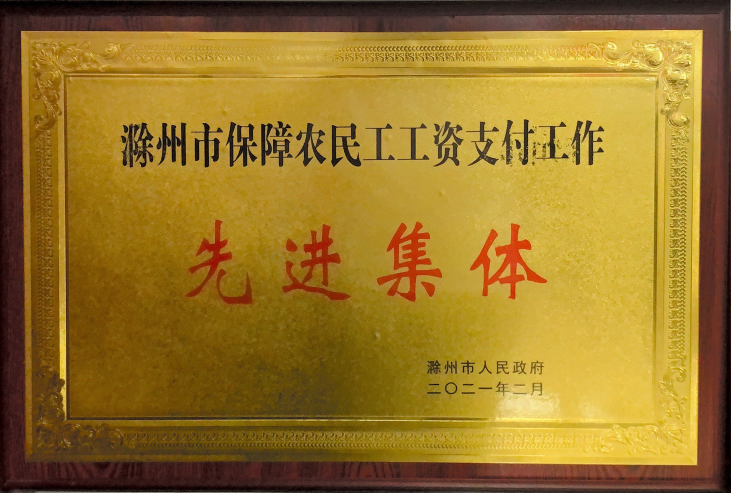 滁州市保障农民工工资支付工作
先进集体
滁州市人民政府
二〇二一年二月